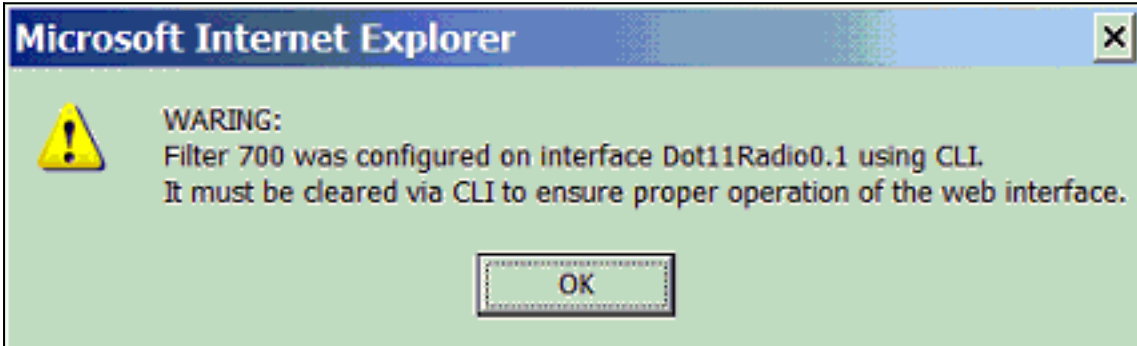 Microsoft Internet Explorer
WARING:
Filter 700 was configured on interface Dot11Radio0.1 using CLI.
It must be cleared via CLI to ensure proper operation of the web interface.
OK